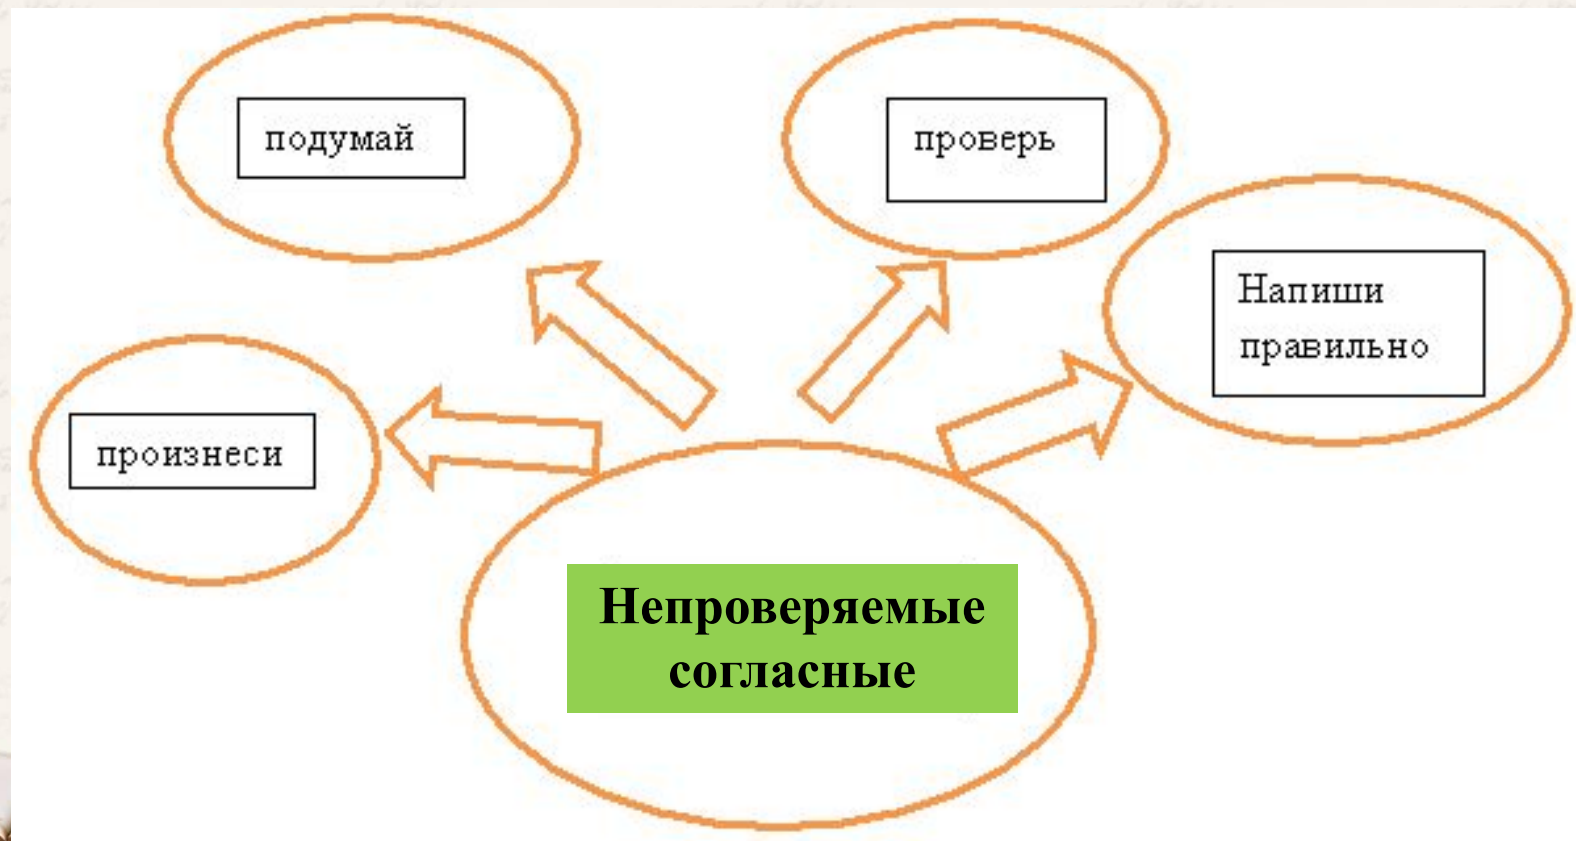 подумай
проверь
Напиши
правильно
произнеси
Непроверяемые
согласные